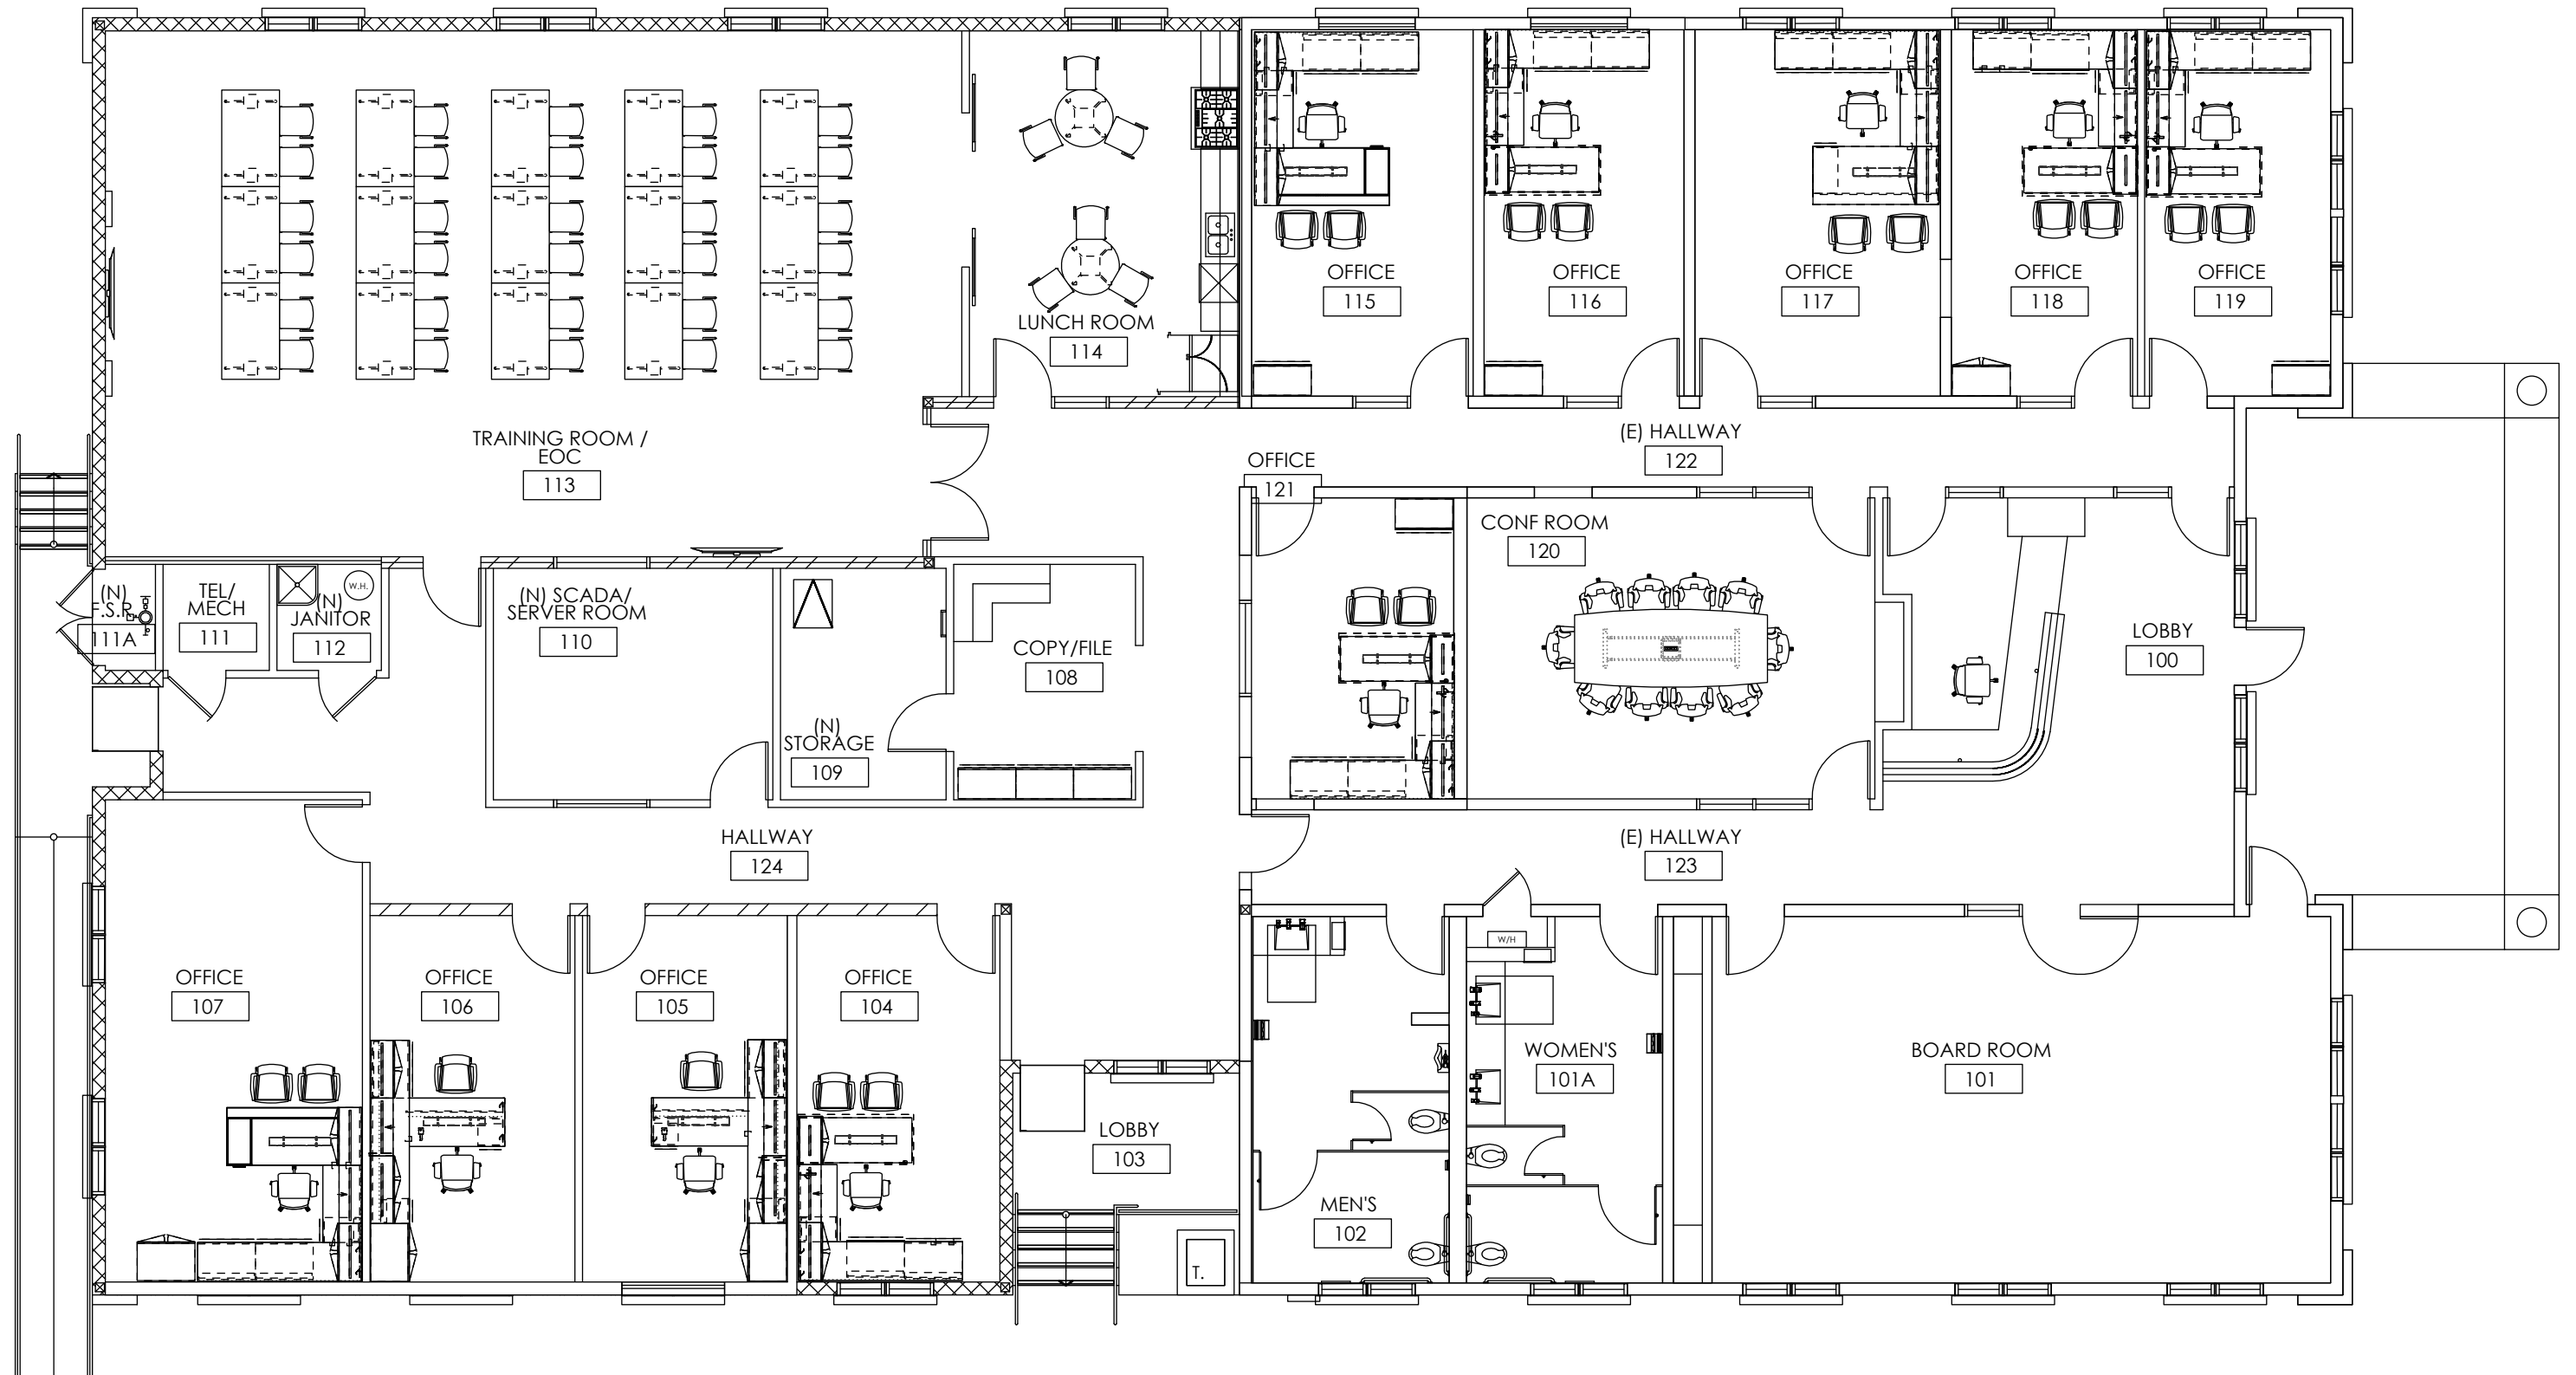 OFFICE
115
OFFICE
116
OFFICE
117
OFFICE
118
OFFICE
119
LUNCH ROOM
114
TRAINING ROOM /
EOC
113
(E) HALLWAY
122
OFFICE
121
CONF ROOM
120
(N)
F.S.R.
111A
TEL/
MECH
111
W.H.
(N)
JANITOR
112
(N) SCADA/
SERVER ROOM
110
COPY/FILE
108
LOBBY
100
(N)
STORAGE
109
HALLWAY
124
(E) HALLWAY
123
W/H
OFFICE
107
OFFICE
106
OFFICE
105
OFFICE
104
WOMEN'S
101A
BOARD ROOM
101
LOBBY
103
MEN'S
102
T.